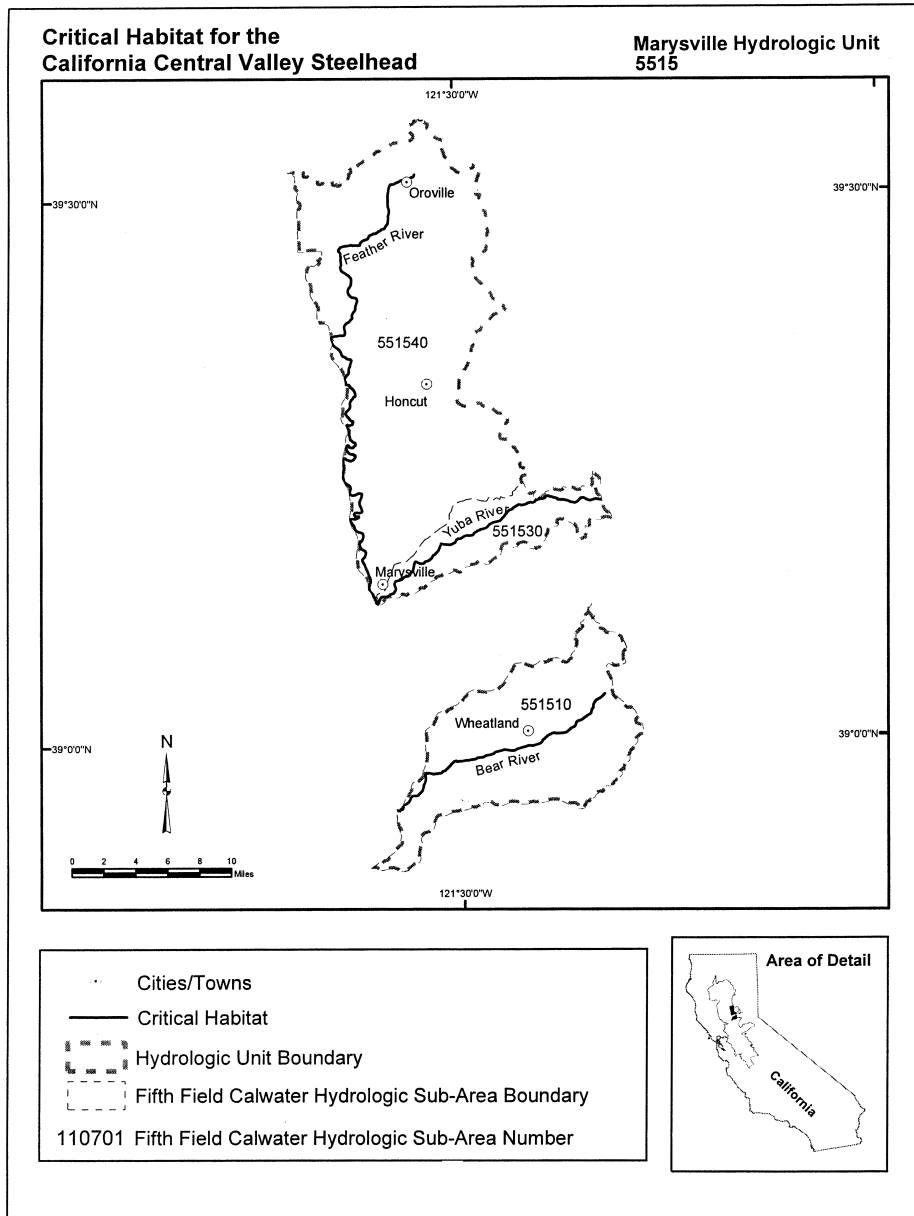 Critical Habitat for the
California Central Valley Steelhead
Marysville Hydrologic Unit
5515
121°30'0"W
39°30'0"N
39°30'0"N
Oroville
Feather River
551540
Honcut
Yuba River
551530
Marysville
551510
Wheatland
Bear River
39°0'0"N
39°0'0"N
N
0 2 4 6 8 10
Miles
121°30'0"W
Cities/Towns
Critical Habitat
Hydrologic Unit Boundary
Fifth Field Calwater Hydrologic Sub-Area Boundary
110701 Fifth Field Calwater Hydrologic Sub-Area Number
Area of Detail
California